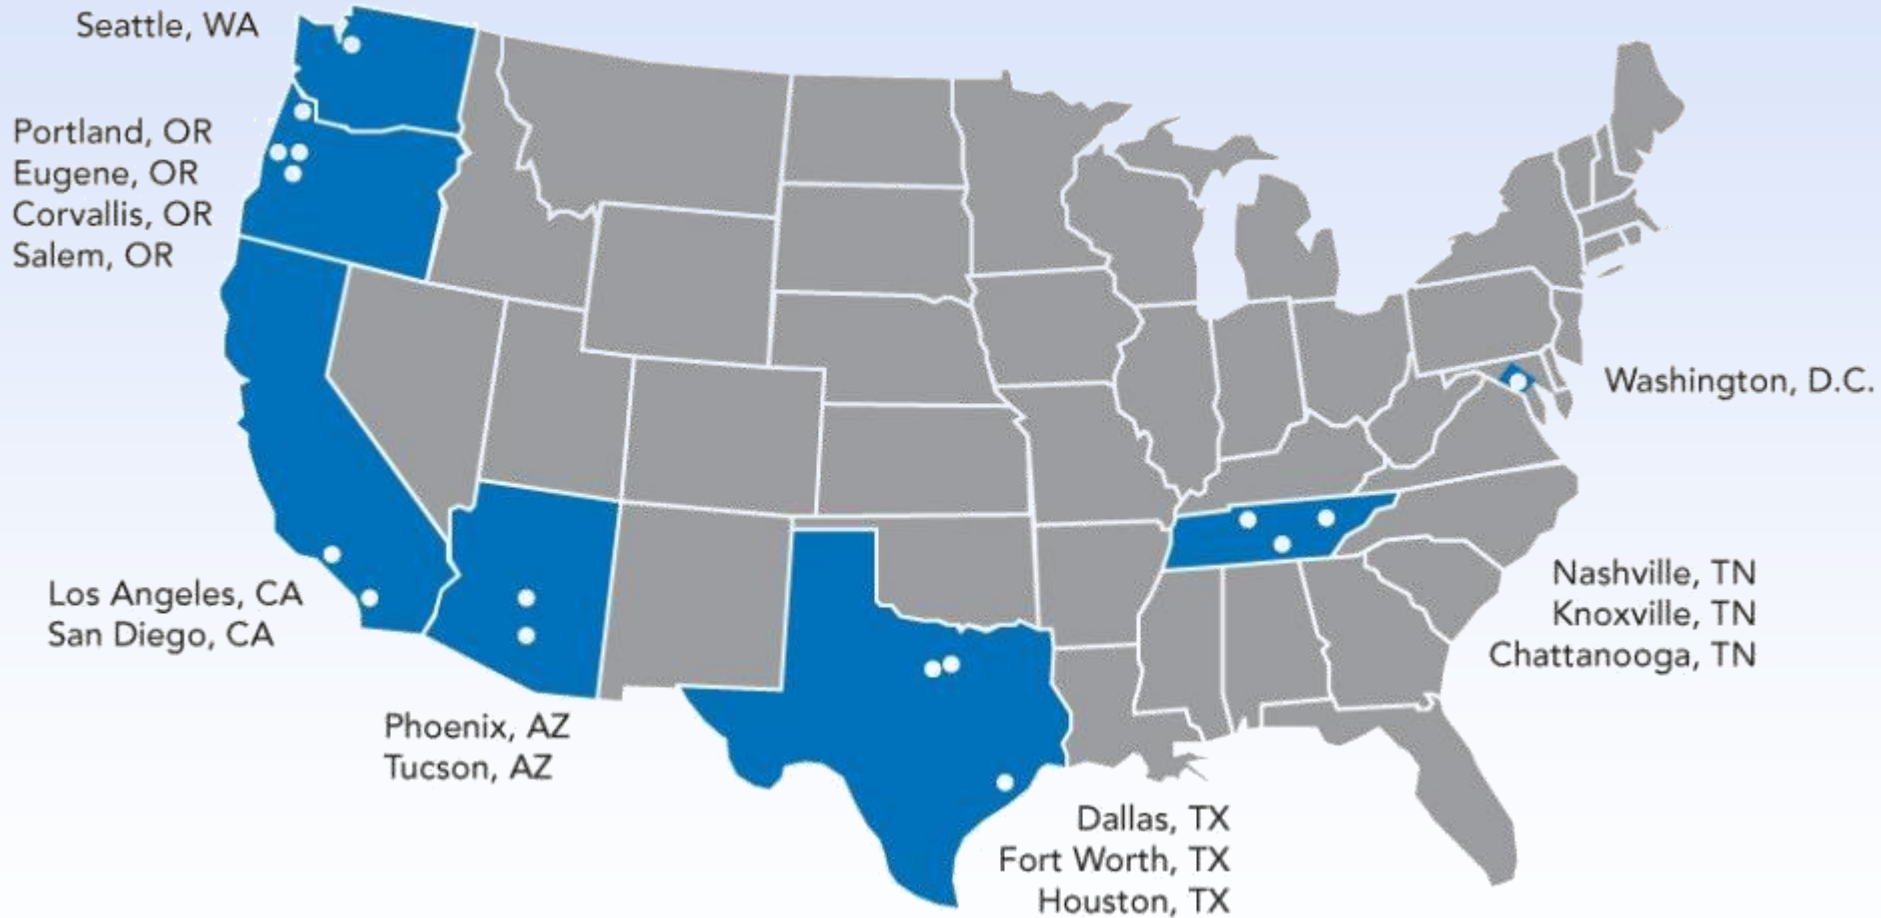 Seattle, WA
Portland, OR
Eugene, OR
Corvallis, OR
Salem, OR
Washington, D.C.
Los Angeles, CA
San Diego, CA
Nashville, TN
Knoxville, TN
Chattanooga, TN
Phoenix, AZ
Tucson, AZ
Dallas, TX
Fort Worth, TX
Houston, TX